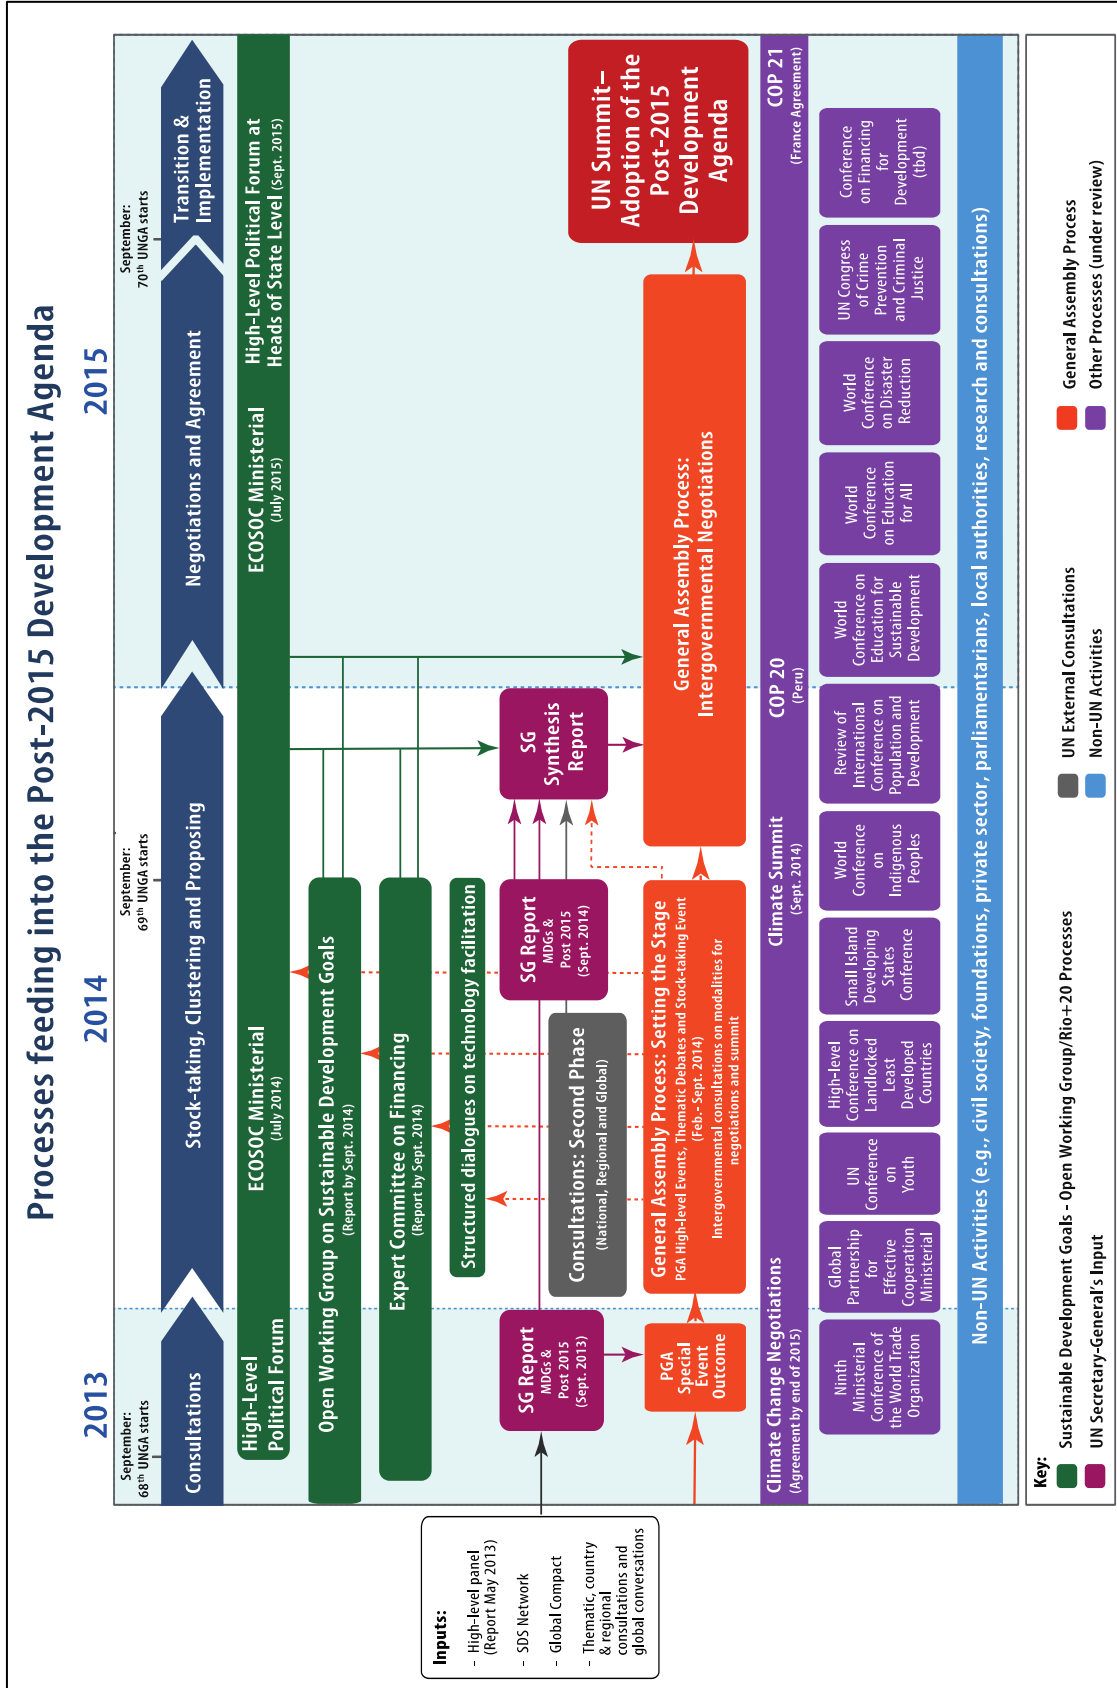 Processes feeding into the Post-2015 Development Agenda
2013
2014
2015
September:
68th UNGA starts
September:
69th UNGA starts
September:
70th UNGA starts
Consultations
Stock-taking, Clustering and Proposing
Negotiations and Agreement
Transition &
Implementation
High-Level
Political Forum
ECOSOC Ministerial
(July 2014)
ECOSOC Ministerial
(July 2015)
High-Level Political Forum at
Heads of State Level (Sept. 2015)
Open Working Group on Sustainable Development Goals
(Report by Sept. 2014)
Expert Committee on Financing
(Report by Sept. 2014)
Structured dialogues on technology facilitation
Inputs:
- High-level panel
(Report May 2013)
- SDS Network
- Global Compact
- Thematic, country
& regional
consultations and
global conversations
SG Report
MDGs &
Post 2015
(Sept. 2013)
SG Report
MDGs &
Post 2015
(Sept. 2014)
SG
Synthesis
Report
Consultations: Second Phase
(National, Regional and Global)
PGA
Special
Event
Outcome
General Assembly Process: Setting the Stage
PGA High-level Events, Thematic Debates and Stock-taking Event
(Feb.- Sept. 2014)
Intergovernmental consultations on modalities for
negotiations and summit
General Assembly Process:
Intergovernmental Negotiations
UN Summit–
Adoption of the
Post-2015
Development
Agenda
Climate Change Negotiations
(Agreement by end of 2015)
Climate Summit
(Sept. 2014)
COP 20
(Peru)
COP 21
(France Agreement)
Ninth
Ministerial
Conference of
the World Trade
Organization
Global
Partnership
for
Effective
Cooperation
Ministerial
UN
Conference
on
Youth
High-level
Conference on
Landlocked
Least
Developed
Countries
Small Island
Developing
States
Conference
World
Conference
on
Indigenous
Peoples
Review of
International
Conference on
Population and
Development
World
Conference on
Education for
Sustainable
Development
World
Conference
on Education
for All
World
Conference
on Disaster
Reduction
UN Congress
of Crime
Prevention
and Criminal
Justice
Conference
on Financing
for
Development
(tbd)
Non-UN Activities (e.g., civil society, foundations, private sector, parliamentarians, local authorities, research and consultations)
Key:
Sustainable Development Goals - Open Working Group/Rio+20 Processes
UN Secretary-General's Input
UN External Consultations
Non-UN Activities
General Assembly Process
Other Processes (under review)